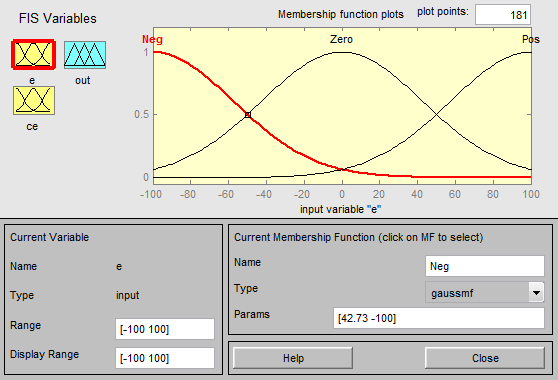 FIS Variables
Membership function plots
plot points:
181
e
out
ce
Neg
Zero
Pos
1
0.5
0
-100
-80
-60
-40
-20
0
20
40
60
80
100
input variable "e"
Current Variable
Name
e
Type
input
Range
[-100 100]
Display Range
[-100 100]
Current Membership Function (click on MF to select)
Name
Neg
Type
gaussmf
Params
[42.73 -100]
Help
Close